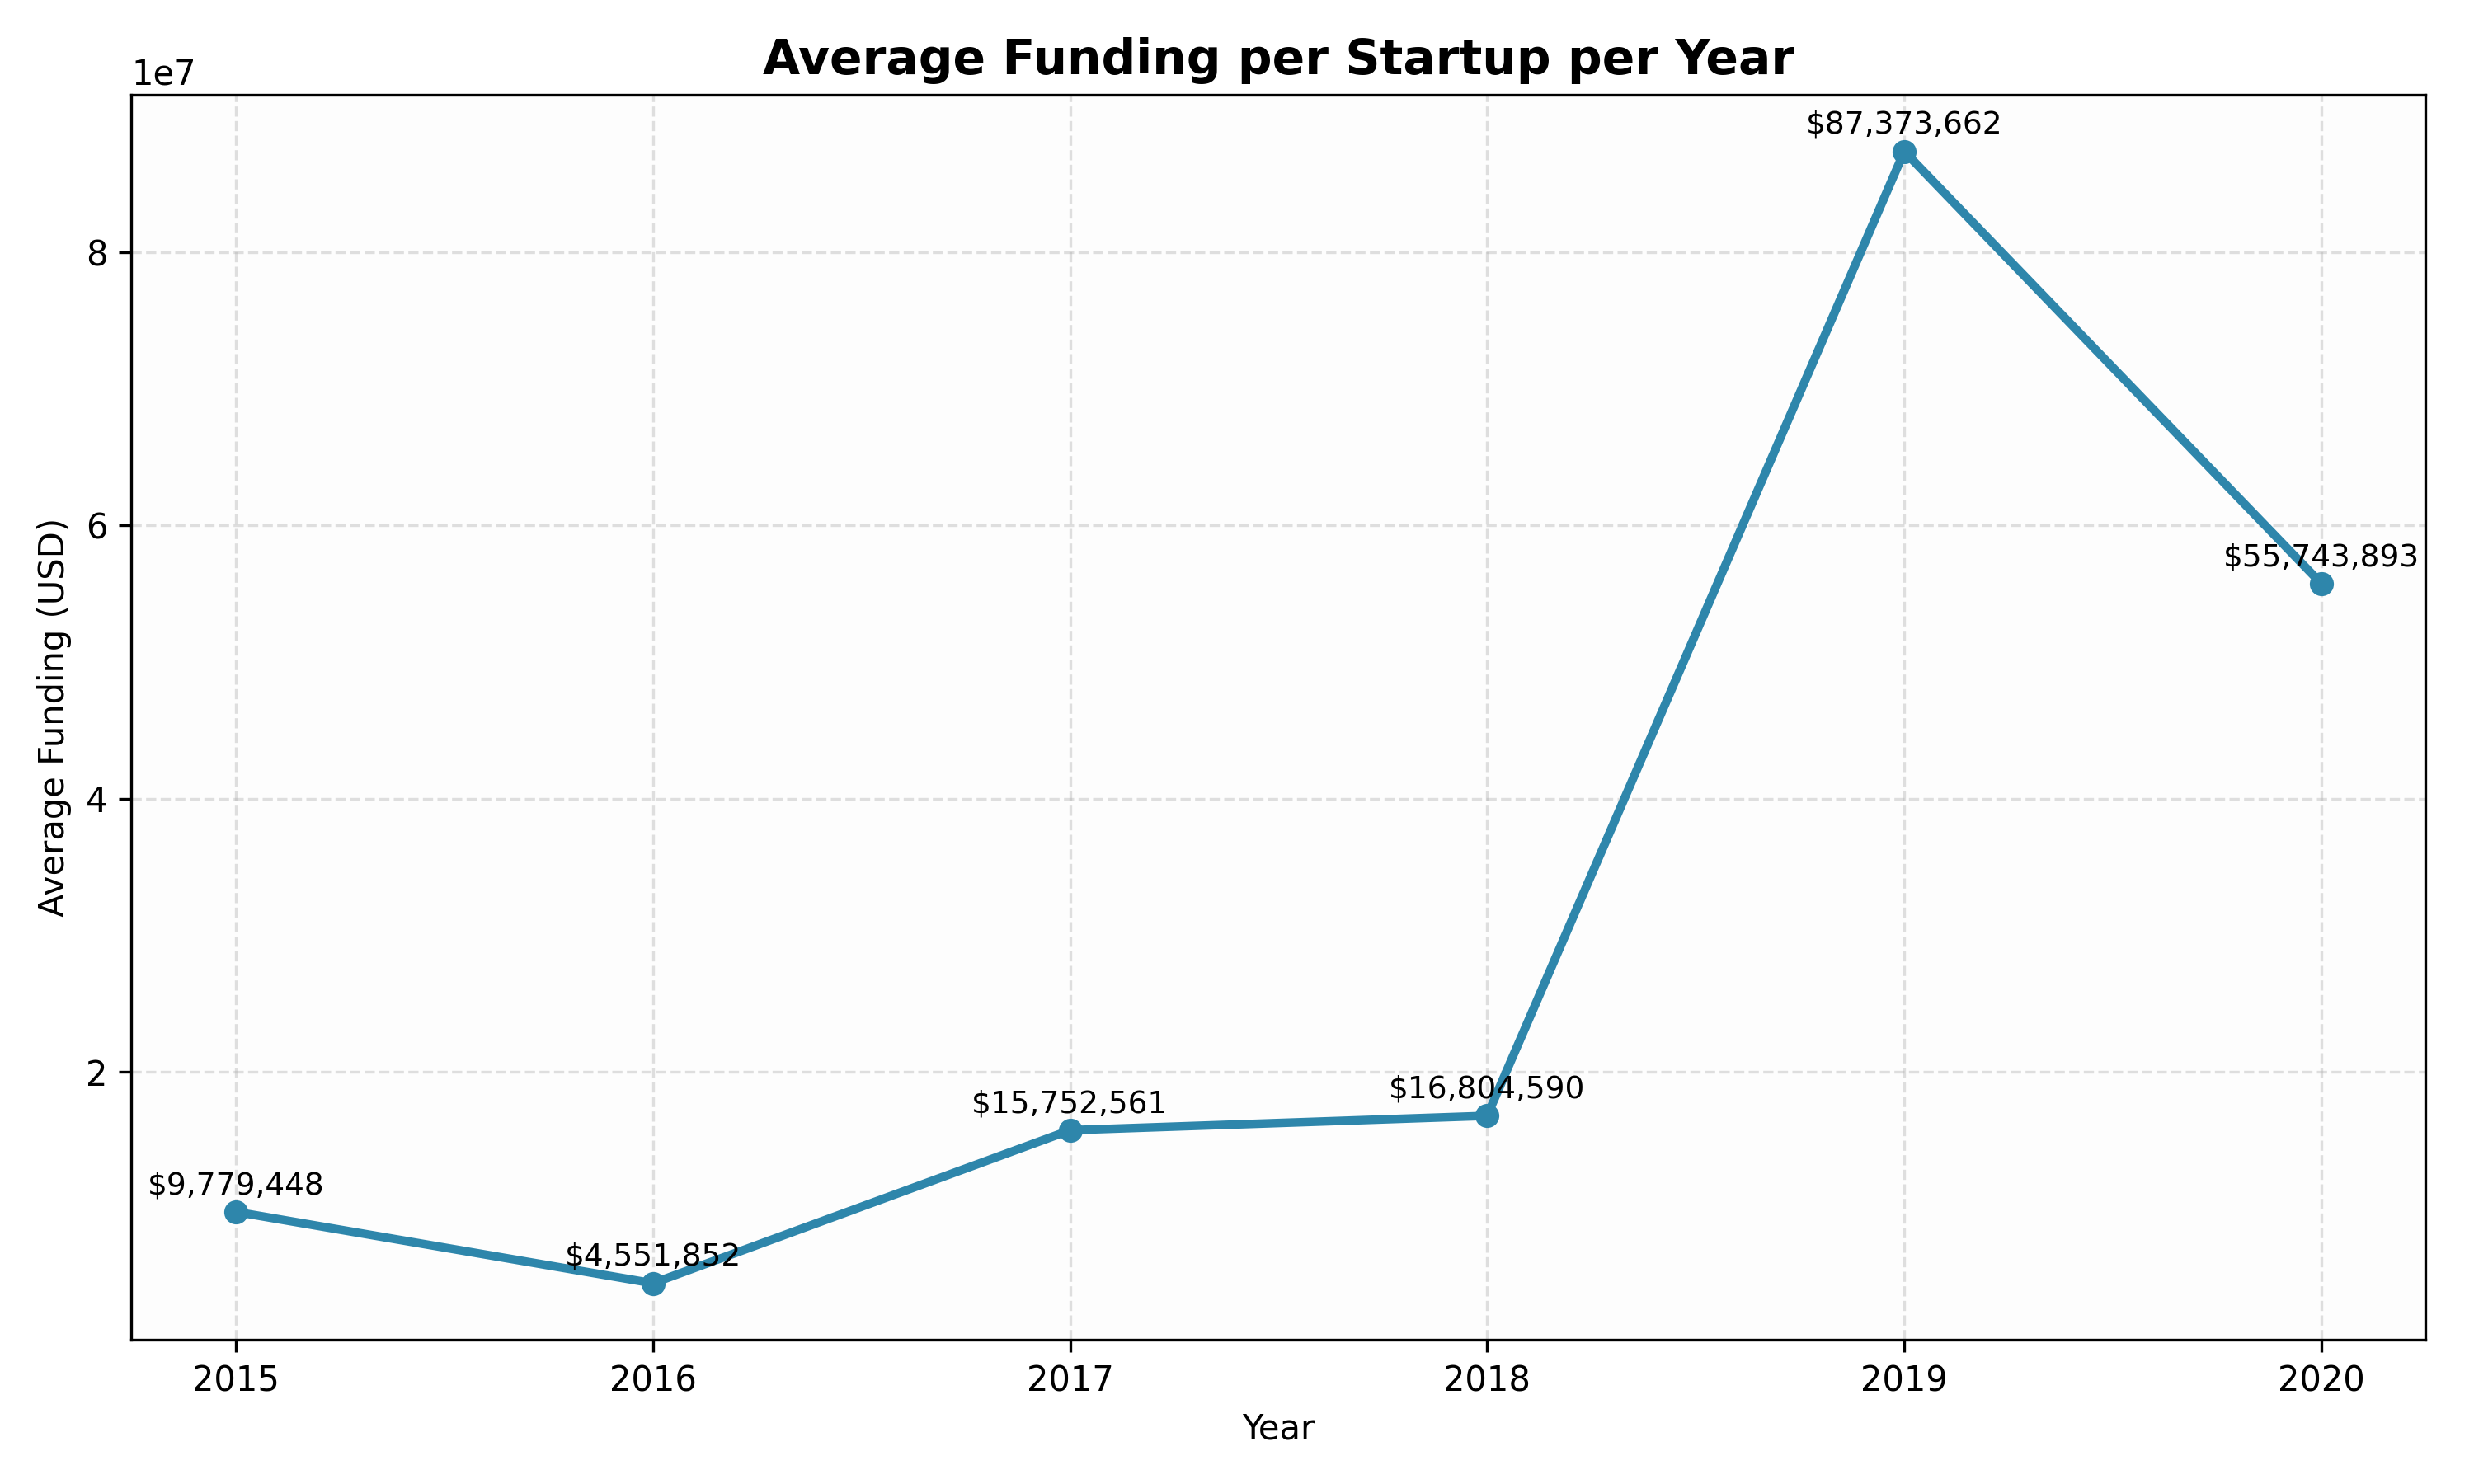 Average Funding per Startup per Year
1e7
$87,373,662
8
6
$55,743,893
Average Funding (USD)
4
2
$16,804,590
$15,752,561
$9,779,448
$4,551,852
2015 2016 2017 2018 2019 2020
Year